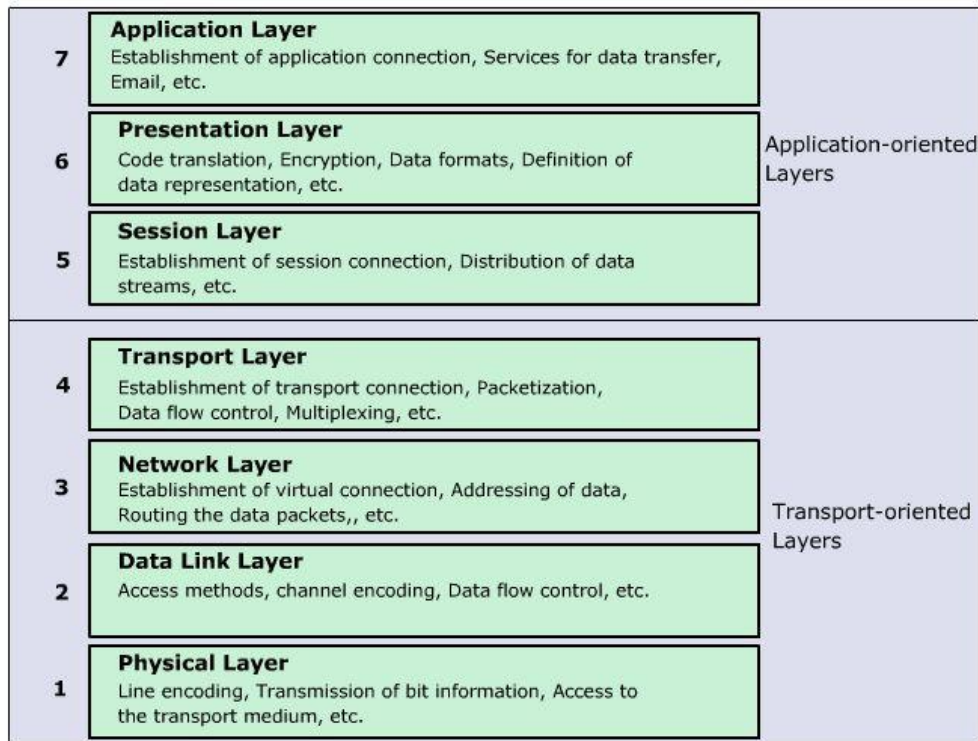 7
Application Layer
Establishment of application connection, Services for data transfer,
Email, etc.
6
Presentation Layer
Code translation, Encryption, Data formats, Definition of
data representation, etc.
Application-oriented
Layers
5
Session Layer
Establishment of session connection, Distribution of data
streams, etc.
4
Transport Layer
Establishment of transport connection, Packetization,
Data flow control, Multiplexing, etc.
3
Network Layer
Establishment of virtual connection, Addressing of data,
Routing the data packets,, etc.
Transport-oriented
Layers
2
Data Link Layer
Access methods, channel encoding, Data flow control, etc.
1
Physical Layer
Line encoding, Transmission of bit information, Access to
the transport medium, etc.